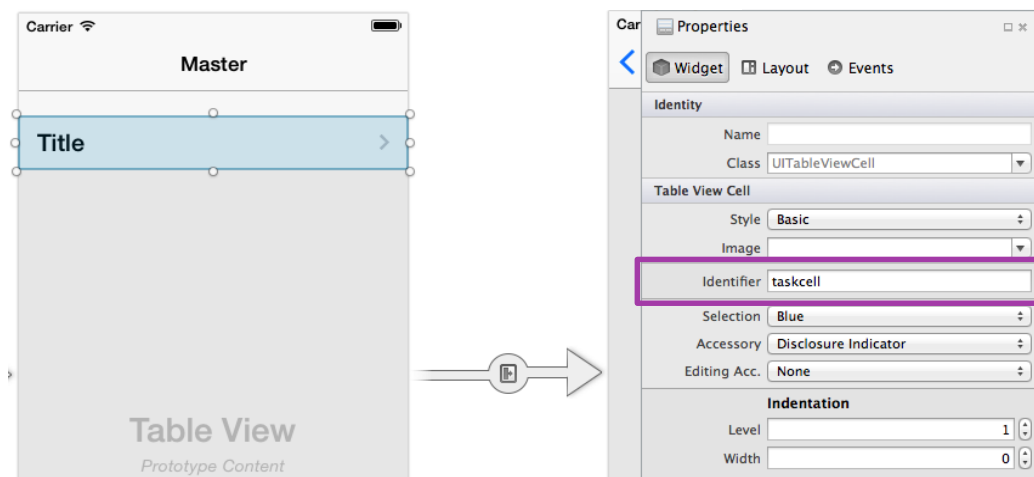 Carrier
Master
Title
Table View
Prototype Content
Car
Properties
Widget Layout Events
Identity
Name
Class UITableViewCell
Table View Cell
Style Basic
Image
Identifier taskcell
Selection Blue
Accessory Disclosure Indicator
Editing Acc. None
Indentation
Level 1
Width 0